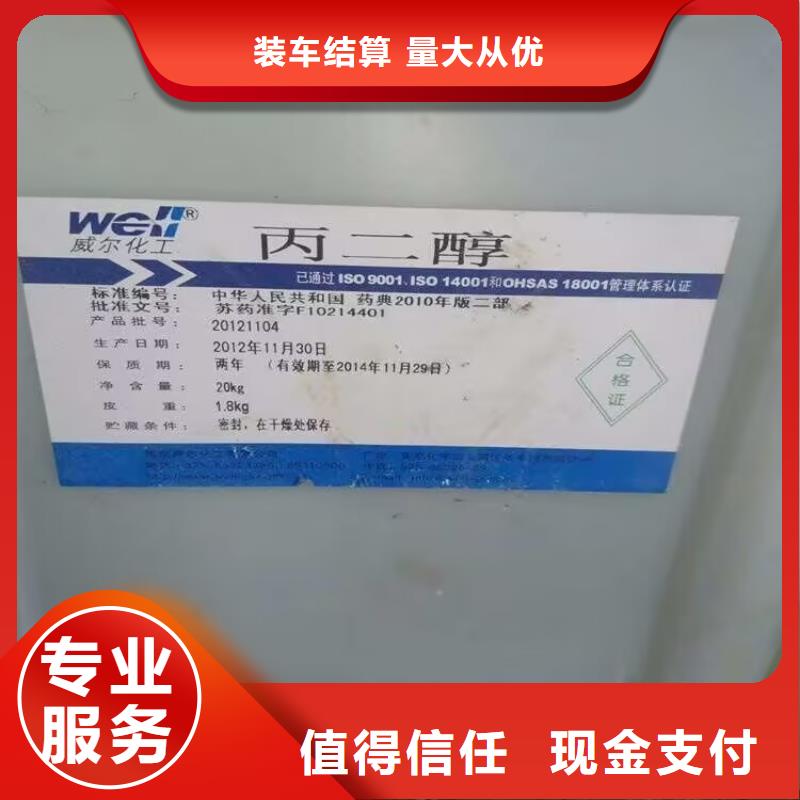 装车结算 量大从优
Well®
威尔化工
丙二醇
已通过ISO 9001、ISO 14001和OHSAS 18001管理体系认证
标准编号: 中华人民共和国 药典2010年版二部
批准文号: 苏药准字F10214401
产品批号: 20121104
生产日期: 2012年11月30日
保质期: 两年 (有效期至2014年11月29日)
净含量: 20kg
皮重: 1.8kg
贮藏条件: 密封,在干燥处保存
合格证
专业
服务
值得信任 现金支付